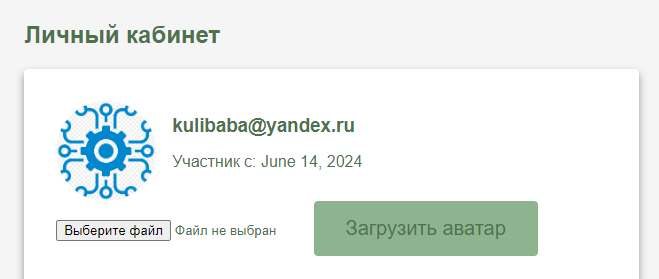 Личный кабинет
kulibaba@yandex.ru
Участник с: June 14, 2024
Выберите файл Файл не выбран
Загрузить аватар